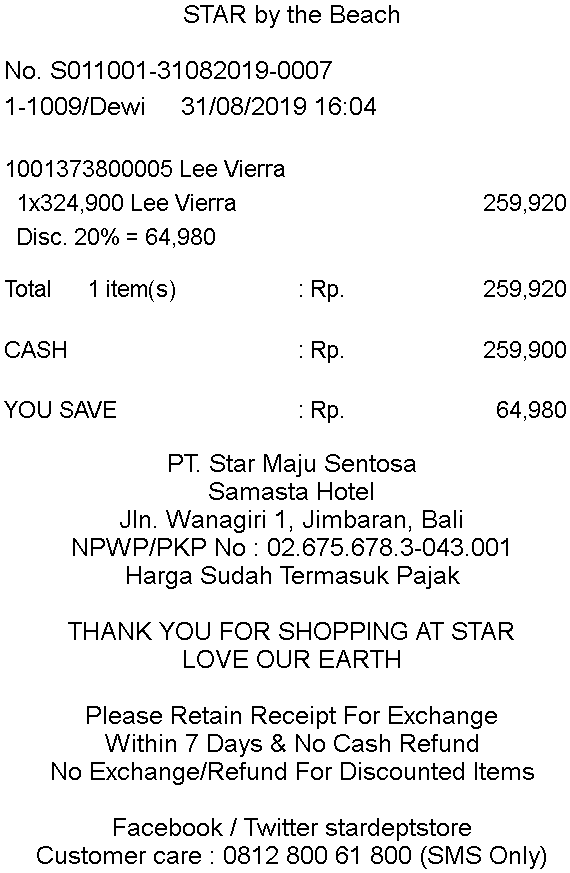 STAR by the Beach
No. S011001-31082019-0007
1-1009/Dewi 31/08/2019 16:04
1001373800005 Lee Vierra
1x324,900 Lee Vierra 259,920
Disc. 20% = 64,980
Total 1 item(s) : Rp. 259,920
CASH : Rp. 259,900
YOU SAVE : Rp. 64,980
PT. Star Maju Sentosa
Samasta Hotel
Jln. Wanagiri 1, Jimbaran, Bali
NPWP/PKP No : 02.675.678.3-043.001
Harga Sudah Termasuk Pajak
THANK YOU FOR SHOPPING AT STAR
LOVE OUR EARTH
Please Retain Receipt For Exchange
Within 7 Days & No Cash Refund
No Exchange/Refund For Discounted Items
Facebook / Twitter stardeptstore
Customer care : 0812 800 61 800 (SMS Only)